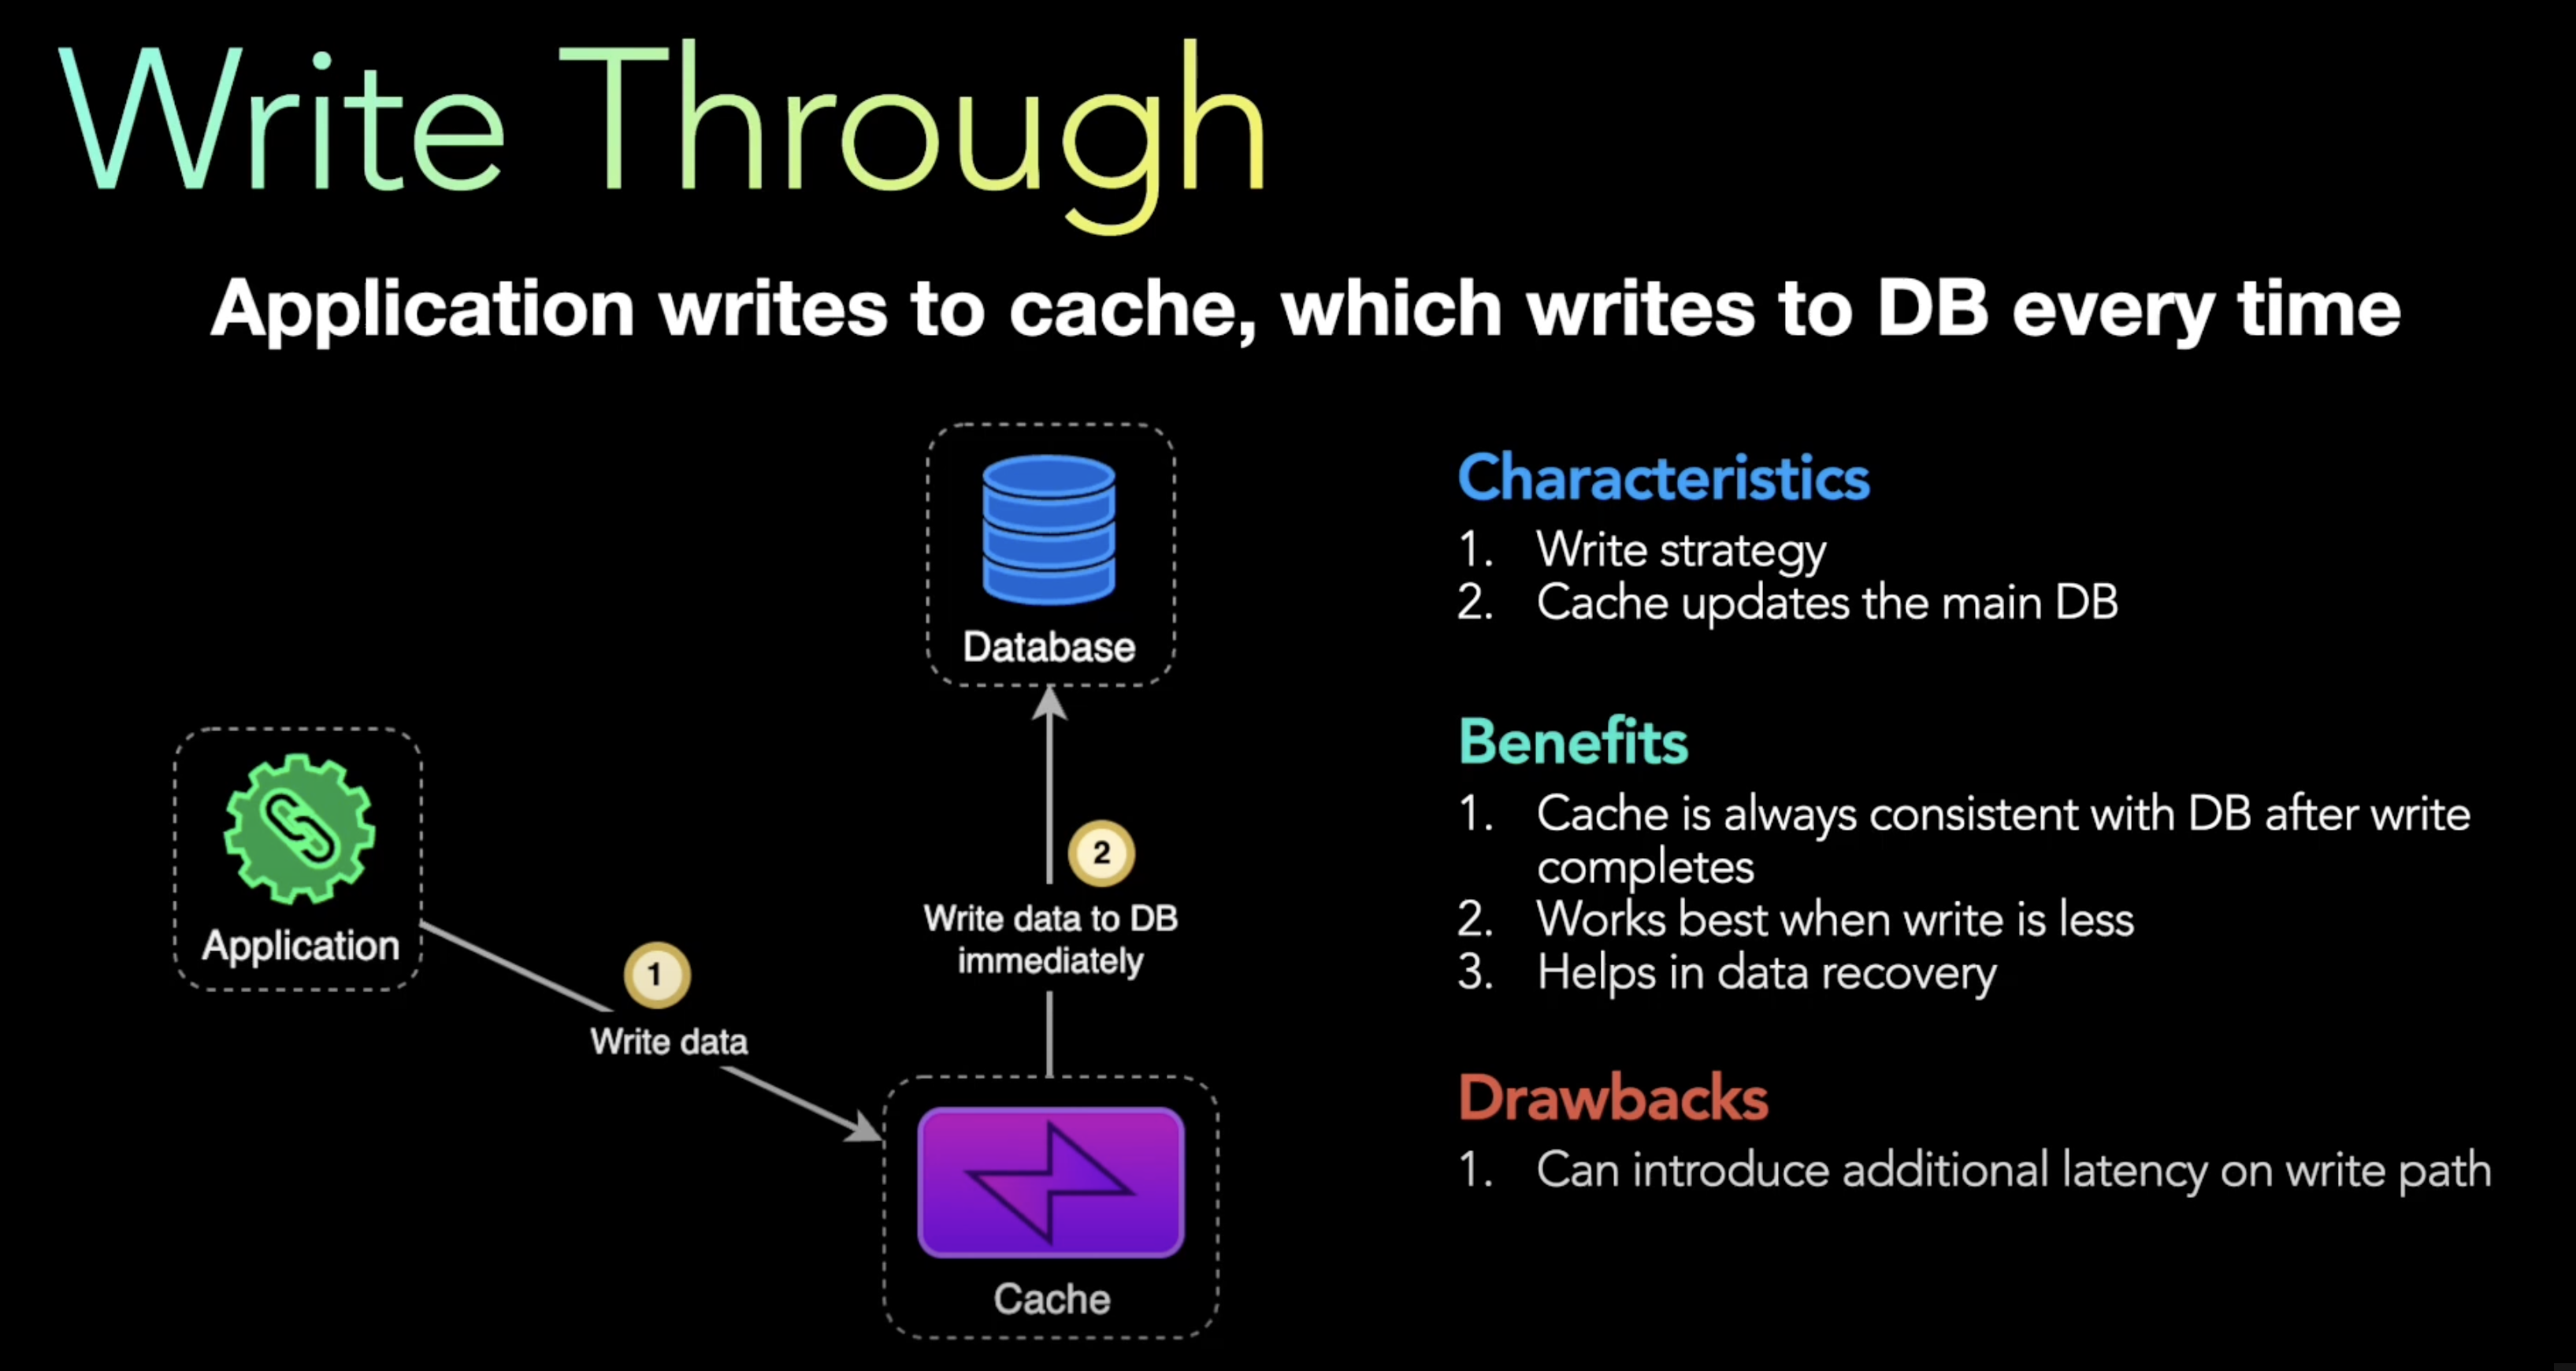 Write Through
Application writes to cache, which writes to DB every time
Database
Application
1
Write data
2
Write data to DB
immediately
Cache
Characteristics
1. Write strategy
2. Cache updates the main DB
Benefits
1. Cache is always consistent with DB after write
completes
2. Works best when write is less
3. Helps in data recovery
Drawbacks
1. Can introduce additional latency on write path